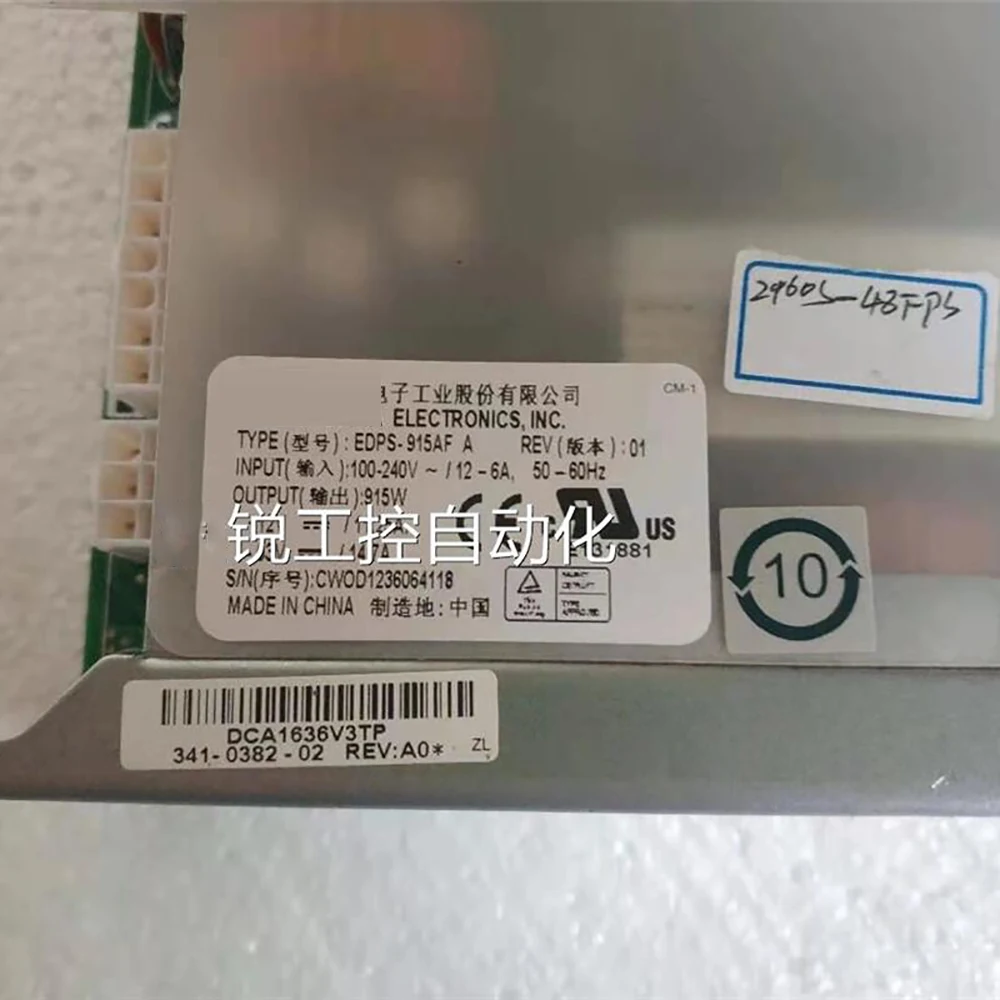 2960S-48FPS
子工业股份有限公司
CM-1
ELECTRONICS, INC.
TYPE(型号): EDPS-915AF A REV(版本):01
INPUT(输入):100-240V ~ / 12-6A, 50-60Hz
OUTPUT(输出):915W
锐工控自动化
US
S/N(序号):CWOD1236064118
MADE IN CHINA 制造地:中国
10
DCA1636V3TP
341-0382-02 REV:A0* ZL